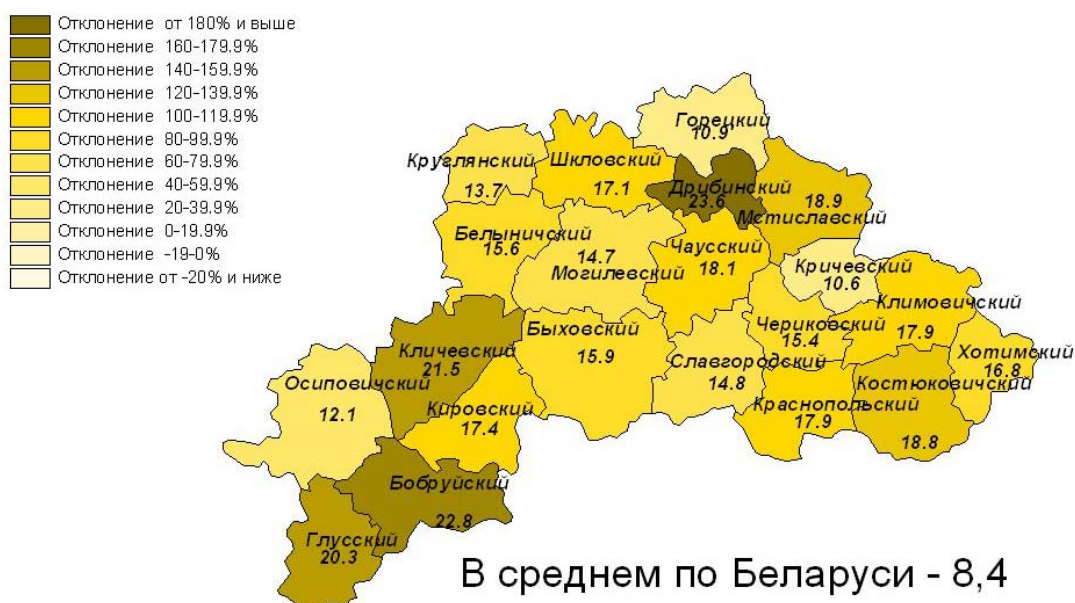 Отклонение от 180% и выше
Отклонение 160-179.9%
Отклонение 140-159.9%
Отклонение 120-139.9%
Отклонение 100-119.9%
Отклонение 80-99.9%
Отклонение 60-79.9%
Отклонение 40-59.9%
Отклонение 20-39.9%
Отклонение 0-19.9%
Отклонение -19-0%
Отклонение от -20% и ниже
Горецкий
10.9
Круглянский
13.7
Шкловский
17.1
Дрибинский
23.6
18.9
Мстиславский
Белыничский
15.6
14.7
Могилевский
Чаусский
18.1
Кричевский
10.6
Климовичский
17.9
Быховский
15.9
Чериковский
15.4
Хотимский
16.8
Кличевский
21.5
Славгородский
14.8
Осиповичский
12.1
Костюковичский
18.8
Кировский
17.4
Краснопольский
17.9
Бобруйский
22.8
Глусский
20.3
В среднем по Беларуси - 8,4